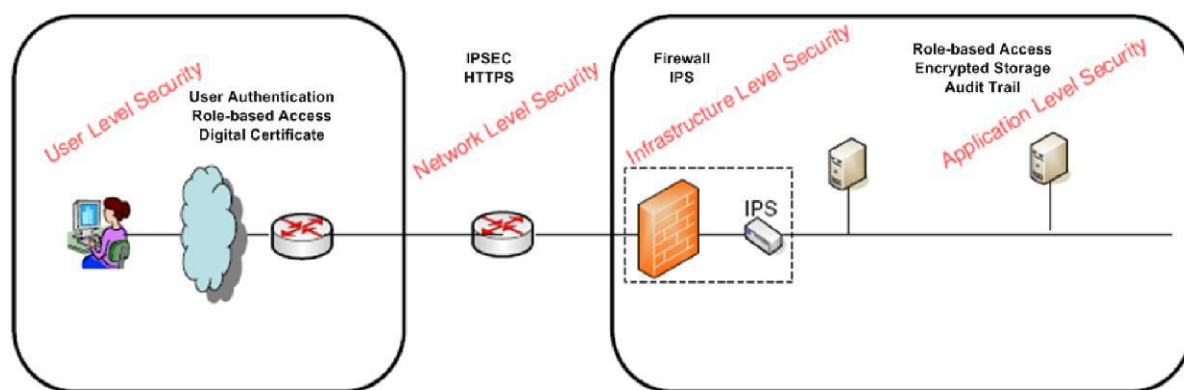 User Level Security
User Authentication
Role-based Access
Digital Certificate
IPSEC
HTTPS
Network Level Security
Firewall
IPS
Infrastructure Level Security
IPS
Role-based Access
Encrypted Storage
Audit Trail
Application Level Security